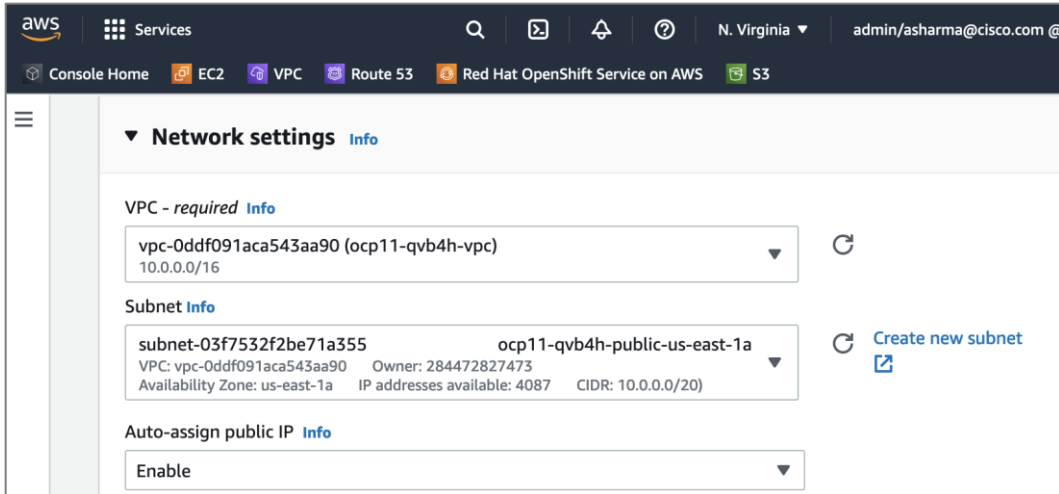 aws
Services
N. Virginia
admin/asharma@cisco.com @
Console Home EC2 VPC Route 53 Red Hat OpenShift Service on AWS S3
Network settings Info
VPC - required Info
vpc-0ddf091aca543aa90 (ocp11-qvb4h-vpc)
10.0.0.0/16
Subnet Info
subnet-03f7532f2be71a355 ocp11-qvb4h-public-us-east-1a
VPC: vpc-0ddf091aca543aa90 Owner: 284472827473
Availability Zone: us-east-1a IP addresses available: 4087 CIDR: 10.0.0.0/20)
Create new subnet
Auto-assign public IP Info
Enable